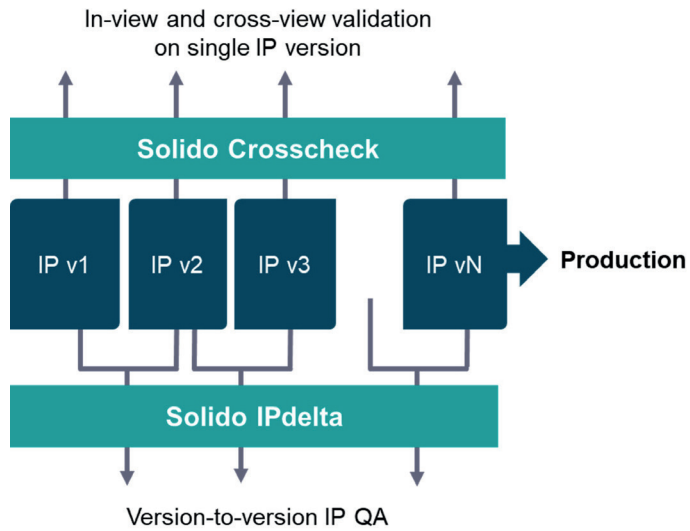 In-view and cross-view validation
on single IP version
Solido Crosscheck
IP v1
IP v2
IP v3
IP vN
Production
Solido IPdelta
Version-to-version IP QA